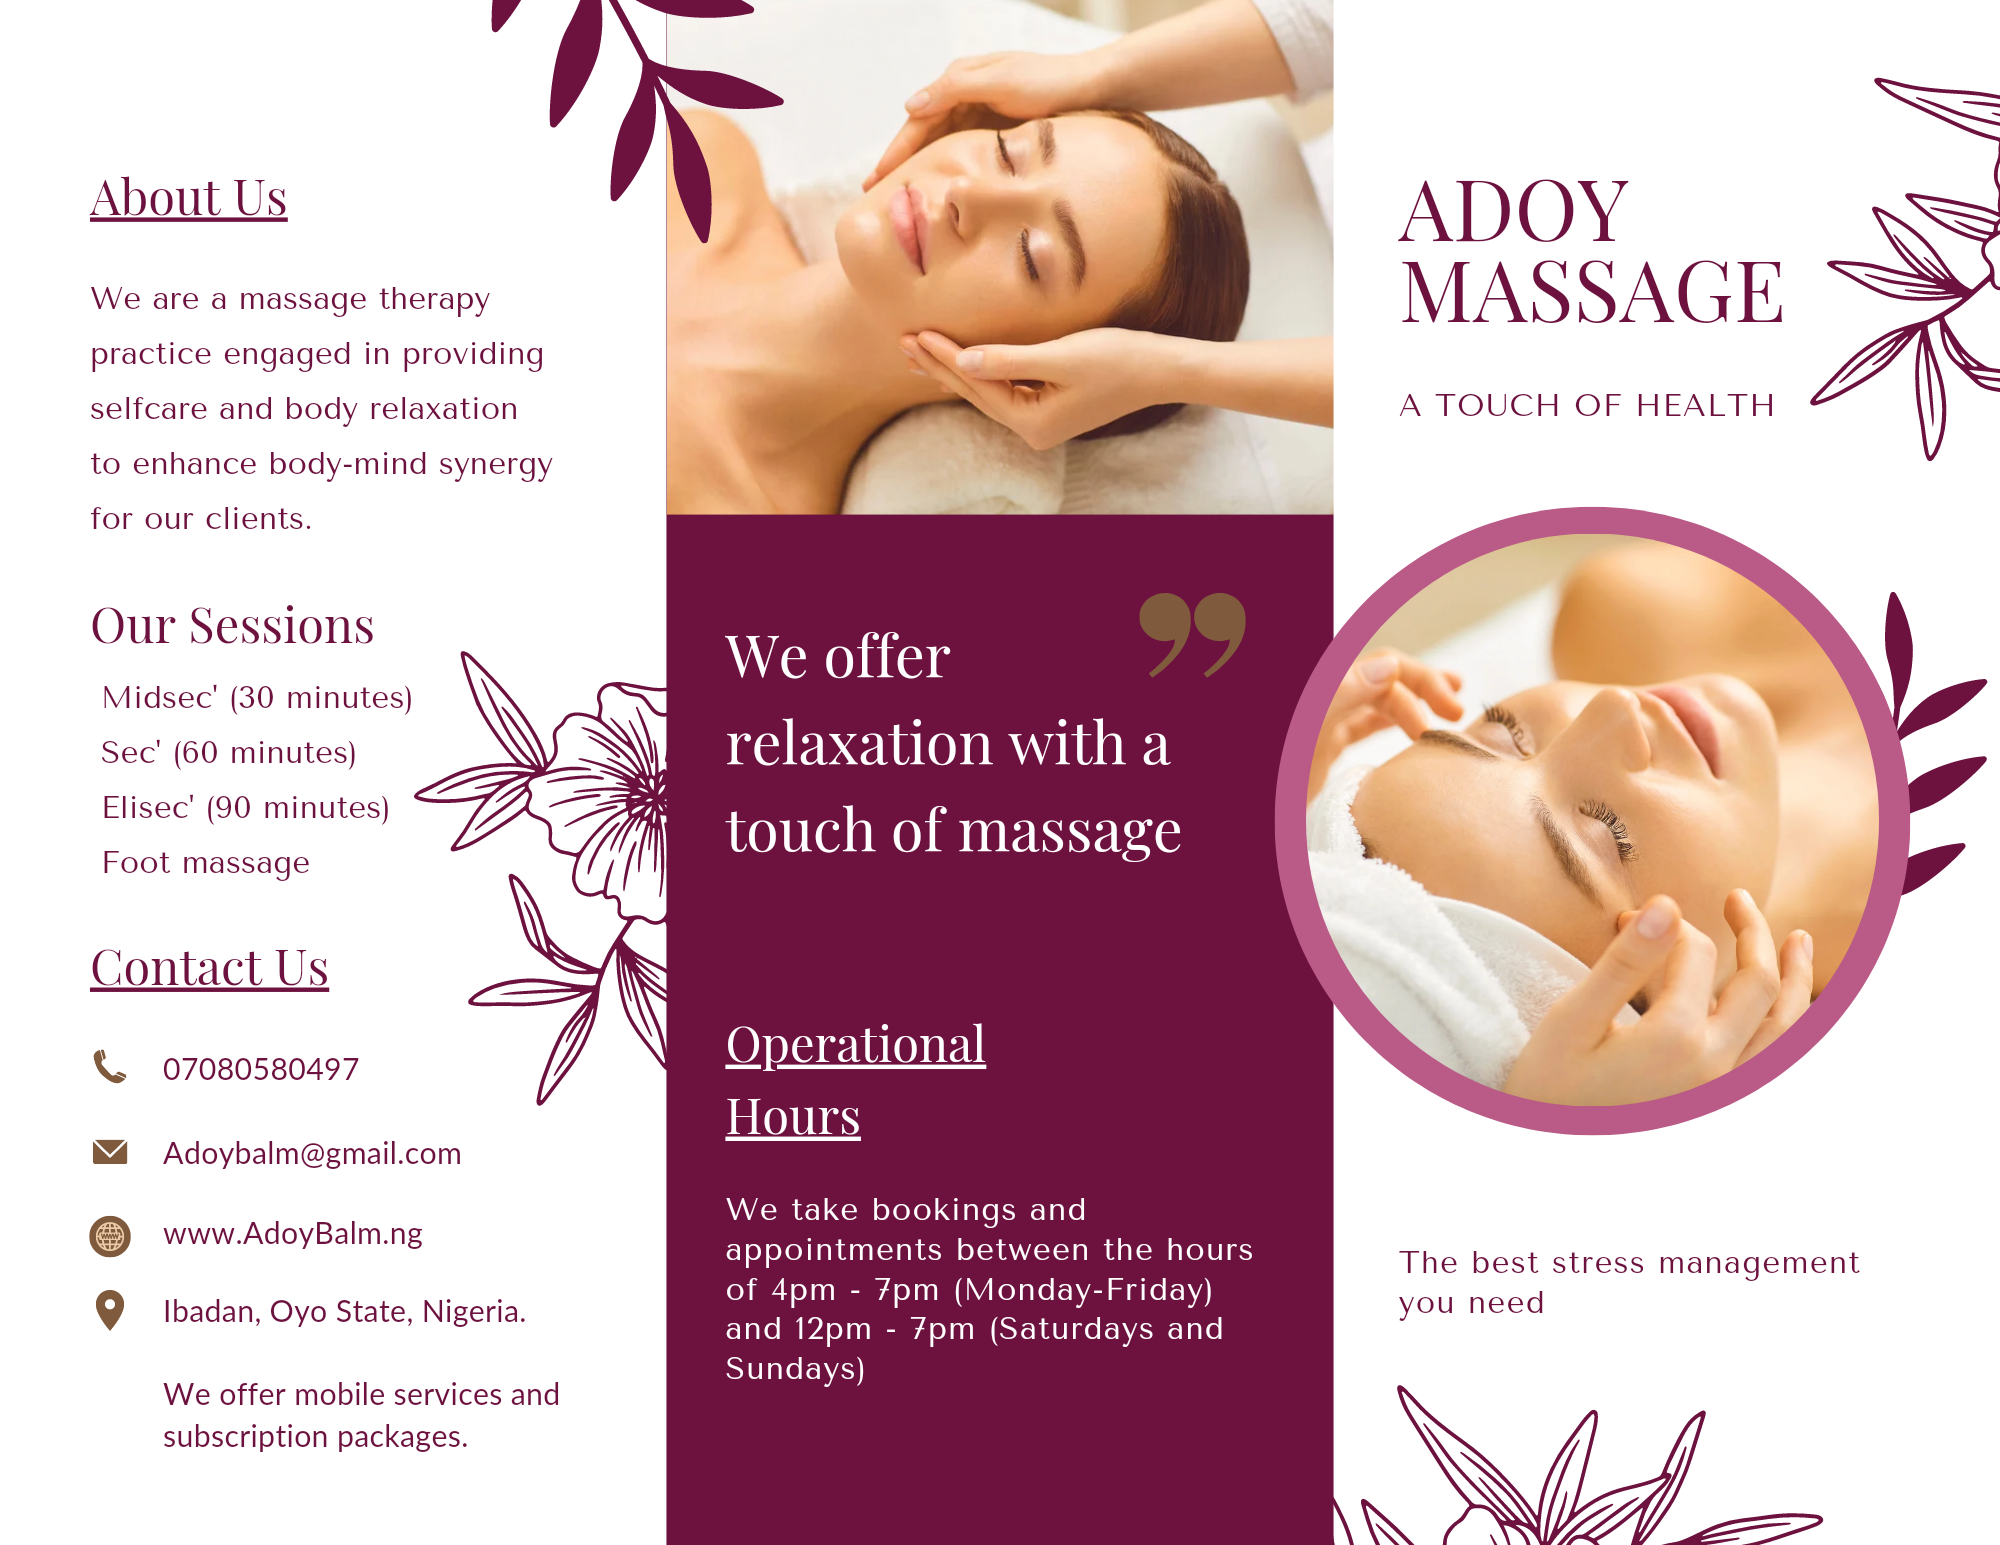 About Us
We are a massage therapy
practice engaged in providing
selfcare and body relaxation
to enhance body-mind synergy
for our clients.
Our Sessions
Midsec' (30 minutes)
Sec' (60 minutes)
Elisec' (90 minutes)
Foot massage
Contact Us
07080580497
Adoybalm@gmail.com
www.AdoyBalm.ng
Ibadan, Oyo State, Nigeria.
We offer mobile services and
subscription packages.
”
We offer
relaxation with a
touch of massage
Operational
Hours
We take bookings and
appointments between the hours
of 4pm - 7pm (Monday-Friday)
and 12pm - 7pm (Saturdays and
Sundays)
ADOY
MASSAGE
A TOUCH OF HEALTH
The best stress management
you need